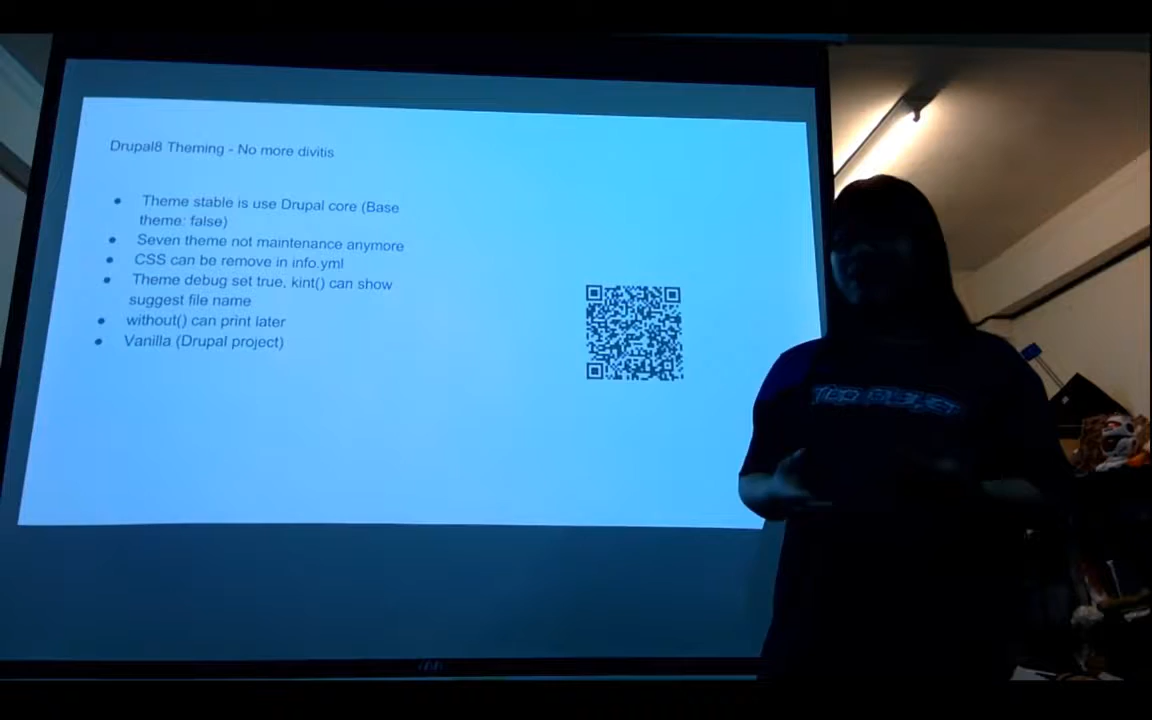 Drupal8 Theming - No more divitis
Theme stable is use Drupal core (Base
theme: false)
Seven theme not maintenance anymore
CSS can be remove in info.yml
Theme debug set true, kint() can show
suggest file name
without() can print later
Vanilla (Drupal project)